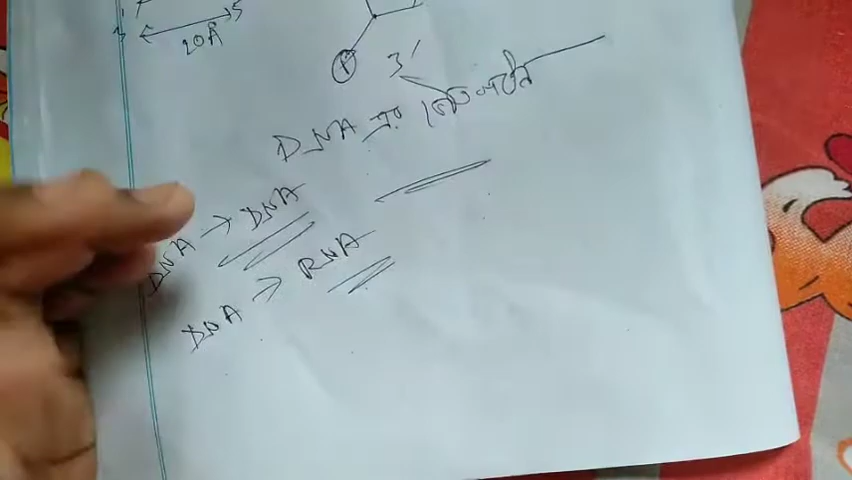 20Å
P 3'
DNA এর
DNA → DNA
DNA → RNA